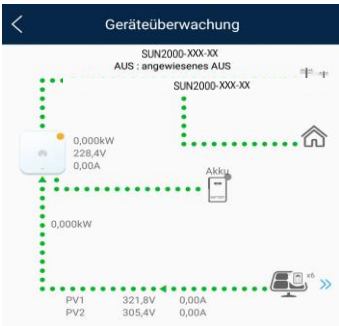 Geräteüberwachung
SUN2000-XXX-XX
AUS : angewiesenes AUS
SUN2000-XXX-XX
0,000kW
228,4V
0,00A
Akku
0,000kW
x6
PV1 321,8V 0,00A
PV2 305,4V 0,00A